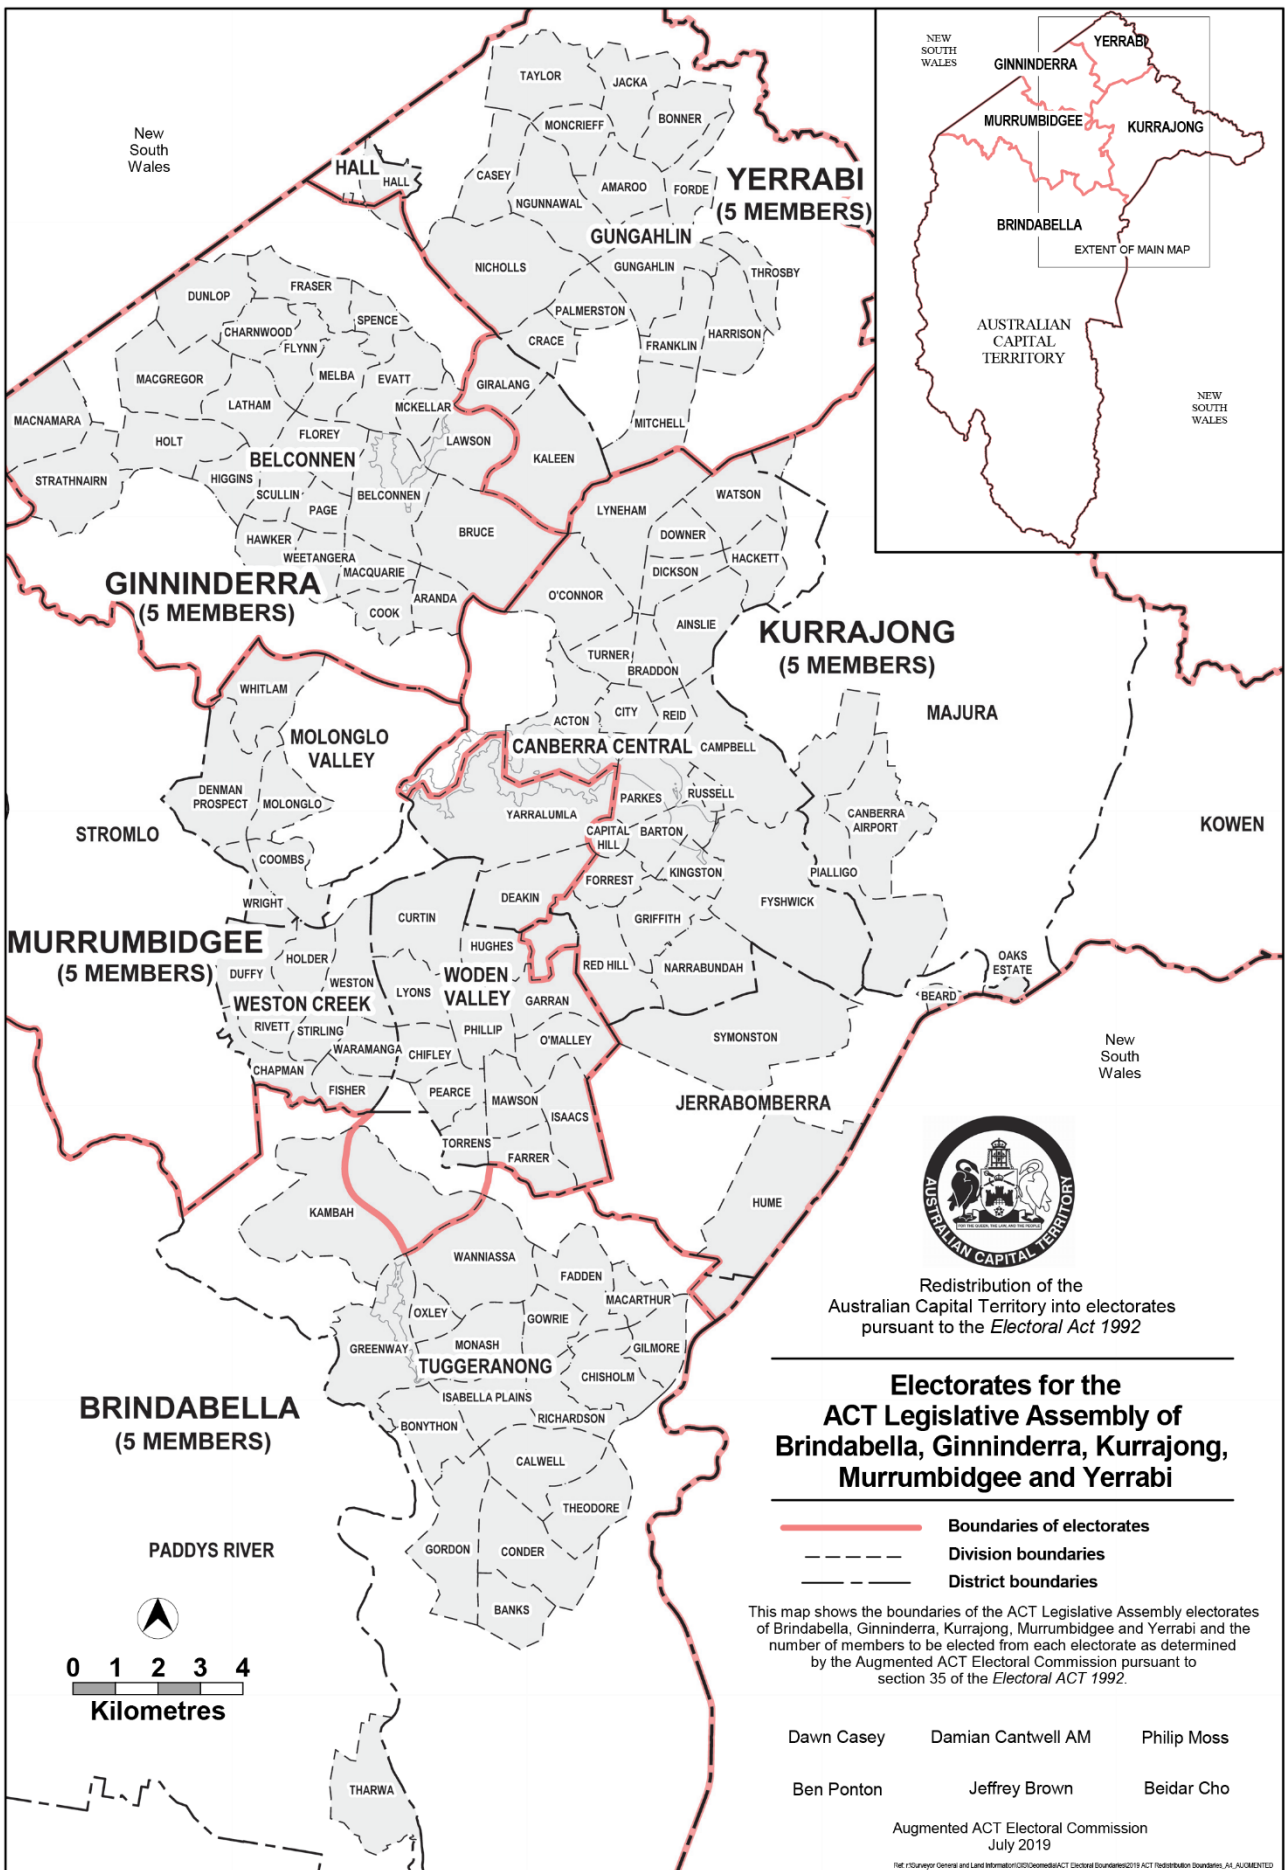 New
South
Wales
HALL
HALL
TAYLOR
JACKA
MONCRIEFF
BONNER
CASEY
AMAROO
FORDE
NGUNNAWAL
YERRABI
(5 MEMBERS)
GUNGAHLIN
NICHOLLS
GUNGAHLIN
THROSBY
PALMERSTON
CRACE
FRANKLIN
HARRISON
GIRALANG
MITCHELL
KALEEN
DUNLOP
FRASER
CHARNWOOD
SPENCE
FLYNN
MACGREGOR
MELBA
EVATT
LATHAM
MCKELLAR
MACNAMARA
HOLT
FLOREY
LAWSON
BELCONNEN
STRATHNAIRN
HIGGINS
SCULLIN
BELCONNEN
PAGE
BRUCE
HAWKER
WEETANGERA
MACQUARIE
GINNINDERRA
(5 MEMBERS)
ARANDA
COOK
LYNEHAM
WATSON
DOWNER
HACKETT
DICKSON
O'CONNOR
AINSLIE
TURNER
BRADDON
KURRAJONG
(5 MEMBERS)
CITY
REID
ACTON
CANBERRA CENTRAL
CAMPBELL
MAJURA
KOWEN
WHITLAM
MOLONGLO
VALLEY
DENMAN
PROSPECT
MOLONGLO
STROMLO
COOMBS
WRIGHT
YARRALUMLA
PARKES
RUSSELL
CAPITAL
HILL
BARTON
CANBERRA
AIRPORT
FORREST
KINGSTON
PIALLIGO
DEAKIN
FYSHWICK
GRIFFITH
CURTIN
HUGHES
RED HILL
NARRABUNDAH
OAKS
ESTATE
BEARD
MURRUMBIDGEE
(5 MEMBERS)
HOLDER
DUFFY
WESTON
WODEN
VALLEY
LYONS
GARRAN
WESTON CREEK
RIVETT
STIRLING
PHILLIP
O'MALLEY
SYMONSTON
WARAMANGA
CHIFLEY
CHAPMAN
FISHER
PEARCE
MAWSON
ISAACS
JERRABOMBERRA
New
South
Wales
TORRENS
FARRER
HUME
KAMBAH
WANNIASSA
FADDEN
MACARTHUR
OXLEY
GOWRIE
GREENWAY
MONASH
GILMORE
TUGGERANONG
CHISHOLM
ISABELLA PLAINS
BRINDABELLA
(5 MEMBERS)
BONYTHON
RICHARDSON
CALWELL
THEODORE
GORDON
CONDER
PADDYS RIVER
BANKS
THARWA
0 1 2 3 4
Kilometres
NEW
SOUTH
WALES
YERRABI
GINNINDERRA
MURRUMBIDGEE
KURRAJONG
BRINDABELLA
EXTENT OF MAIN MAP
AUSTRALIAN
CAPITAL
TERRITORY
NEW
SOUTH
WALES
AUSTRALIAN CAPITAL TERRITORY
FOR THE QUEEN, THE LAW, AND THE PEOPLE
Redistribution of the
Australian Capital Territory into electorates
pursuant to the Electoral Act 1992
Electorates for the
ACT Legislative Assembly of
Brindabella, Ginninderra, Kurrajong,
Murrumbidgee and Yerrabi
Boundaries of electorates
Division boundaries
District boundaries
This map shows the boundaries of the ACT Legislative Assembly electorates
of Brindabella, Ginninderra, Kurrajong, Murrumbidgee and Yerrabi and the
number of members to be elected from each electorate as determined
by the Augmented ACT Electoral Commission pursuant to
section 35 of the Electoral ACT 1992.
Dawn Casey Damian Cantwell AM Philip Moss
Ben Ponton Jeffrey Brown Beidar Cho
Augmented ACT Electoral Commission
July 2019